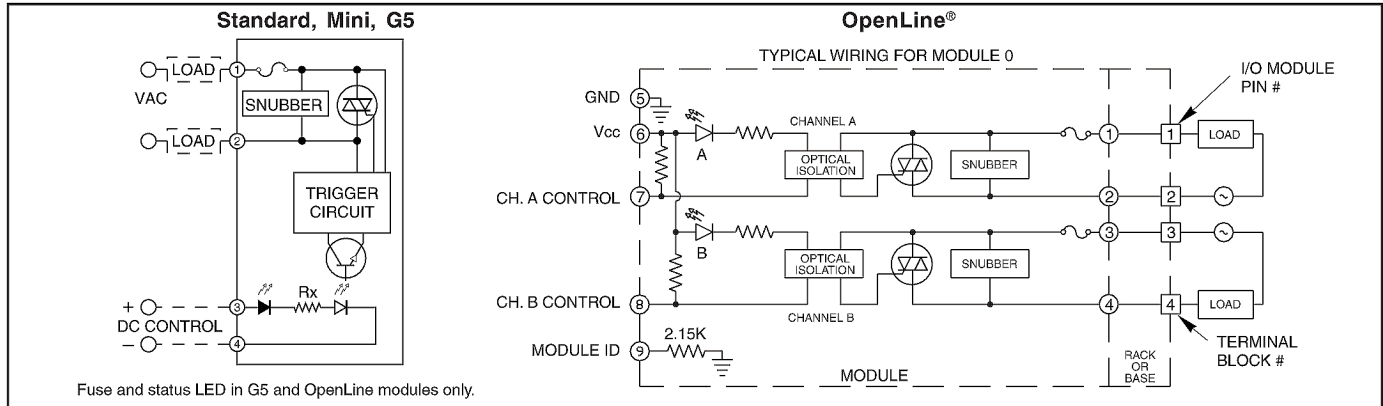 Standard, Mini, G5
LOAD
1
VAC
SNUBBER
LOAD
2
TRIGGER
CIRCUIT
Rx
+
3
DC CONTROL
–
4
Fuse and status LED in G5 and OpenLine modules only.
OpenLine®
TYPICAL WIRING FOR MODULE 0
I/O MODULE
PIN #
GND
5
Vcc
6
A
CHANNEL A
OPTICAL
ISOLATION
SNUBBER
1
1
LOAD
CH. A CONTROL
7
2
2
~
B
OPTICAL
ISOLATION
SNUBBER
3
3
~
CH. B CONTROL
8
CHANNEL B
4
4
LOAD
MODULE ID
9
2.15K
MODULE
RACK
OR
BASE
TERMINAL
BLOCK #